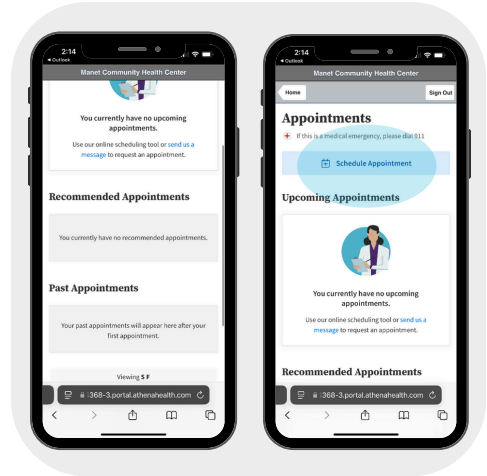 2:14
◄ Outlook
Manet Community Health Center
You currently have no upcoming
appointments.
Use our online scheduling tool or send us a
message to request an appointment.
Recommended Appointments
You currently have no recommended appointments.
Past Appointments
Your past appointments will appear here after your
first appointment.
Viewing S F
368-3.portal.athenahealth.com
2:14
◄ Outlook
Manet Community Health Center
Home
Sign Out
Appointments
If this is a medical emergency, please dial 911
Schedule Appointment
Upcoming Appointments
You currently have no upcoming
appointments.
Use our online scheduling tool or send us a
message to request an appointment.
Recommended Appointments
368-3.portal.athenahealth.com